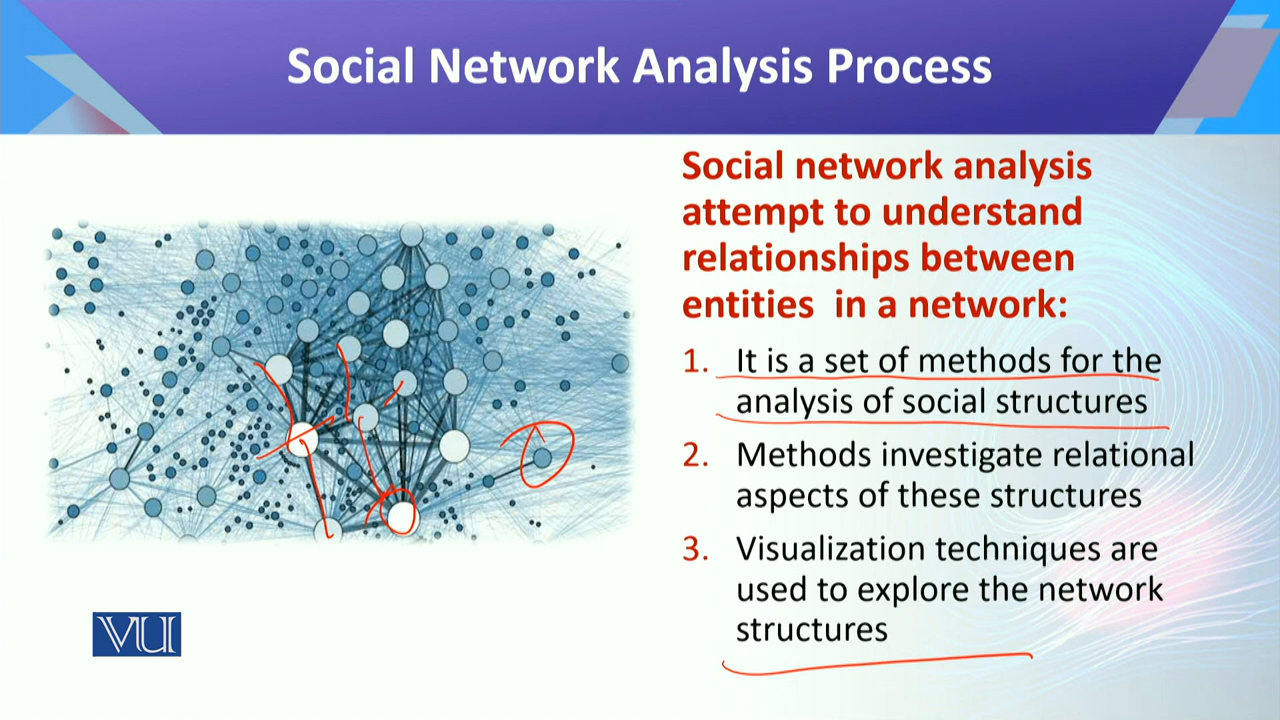 Social Network Analysis Process
Social network analysis
attempt to understand
relationships between
entities in a network:
1. It is a set of methods for the
analysis of social structures
2. Methods investigate relational
aspects of these structures
3. Visualization techniques are
used to explore the network
structures
VU